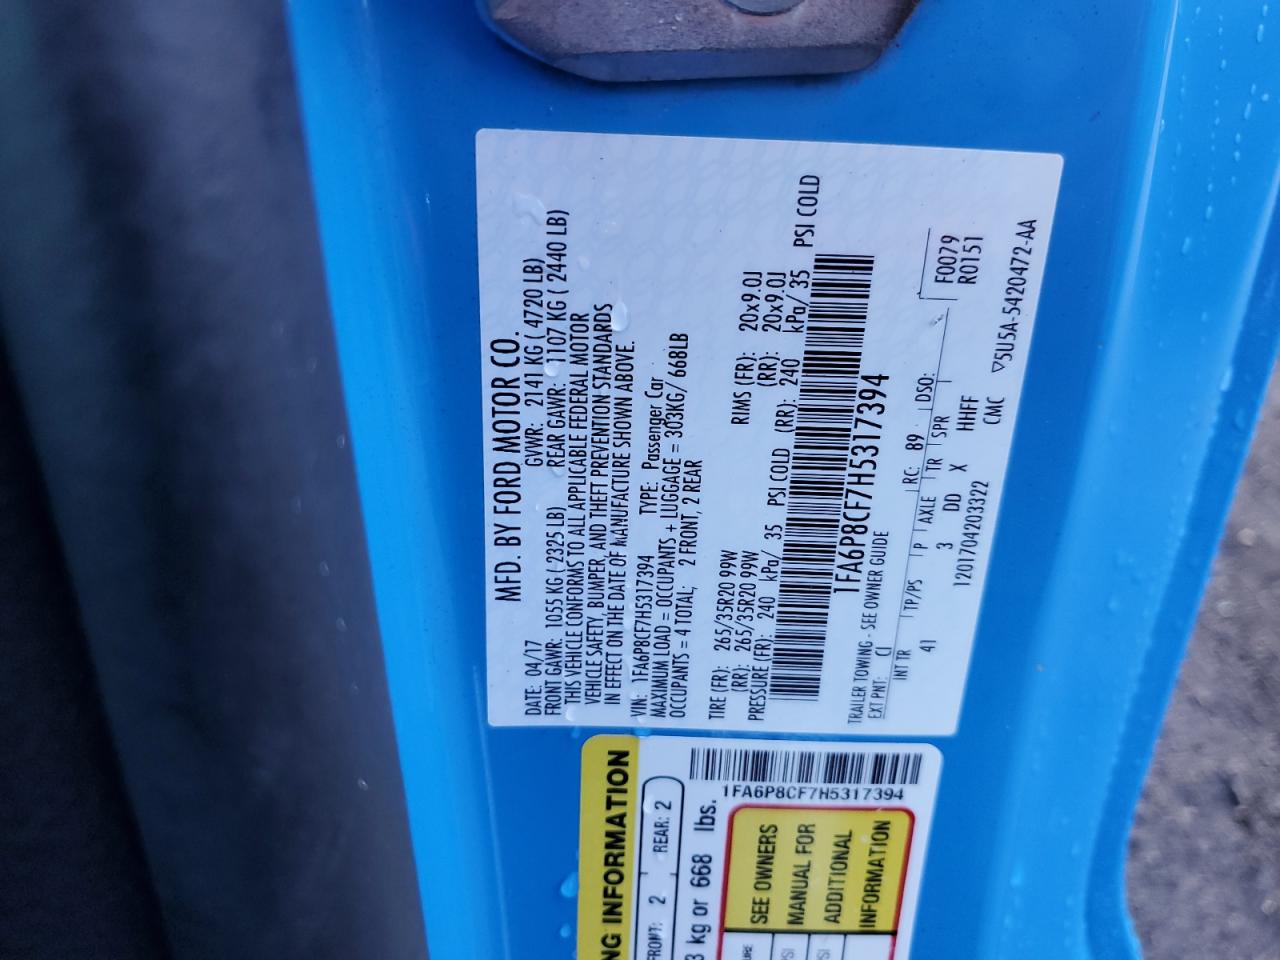 MFD. BY FORD MOTOR CO.
DATE: 04/17 GVWR: 2141 KG ( 4720 LB)
FRONT GAWR: 1055 KG ( 2325 LB) REAR GAWR: 1107 KG ( 2440 LB)
THIS VEHICLE CONFORMS TO ALL APPLICABLE FEDERAL MOTOR
VEHICLE SAFETY, BUMPER, AND THEFT PREVENTION STANDARDS
IN EFFECT ON THE DATE OF MANUFACTURE SHOWN ABOVE.
VIN: 1FA6P8CF7H5317394 TYPE: Passenger Car
MAXIMUM LOAD = OCCUPANTS + LUGGAGE = 303KG/ 668LB
OCCUPANTS = 4 TOTAL; 2 FRONT, 2 REAR
TIRE (FR): 265/35R20 99W RIMS (FR): 20x9.0J
(RR): 265/35R20 99W (RR): 20x9.0J
PRESSURE (FR): 240 kPa/ 35 PSI COLD (RR): 240 kPa/ 35 PSI COLD
1FA6P8CF7H5317394
TRAILER TOWING - SEE OWNER GUIDE
EXT PNT: CI RC: 89 DSO: F0079
R0151
INT TR TP/PS P AXLE TR SPR
41 3 DD X HHFF
1201704203322 CMC
5U5A-5420472-AA
NG INFORMATION
FRONT: 2 REAR: 2
3 kg or 668 lbs.
1FA6P8CF7H5317394
SEE OWNERS
MANUAL FOR
ADDITIONAL
INFORMATION